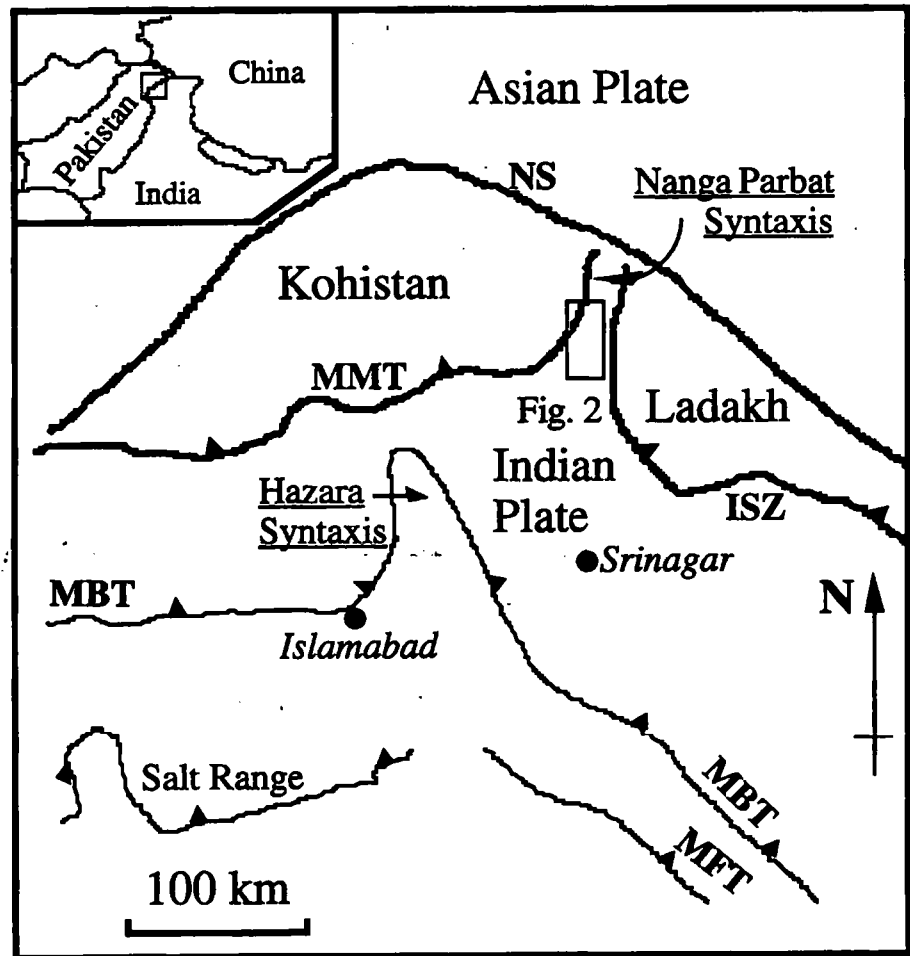 China
Pakistan
India
Asian Plate
NS
Nanga Parbat
Syntaxis
Kohistan
MMT
Fig. 2
Ladakh
Indian
Plate
ISZ
Hazara
Syntaxis
Srinagar
MBT
Islamabad
N
Salt Range
MBT
MFT
100 km